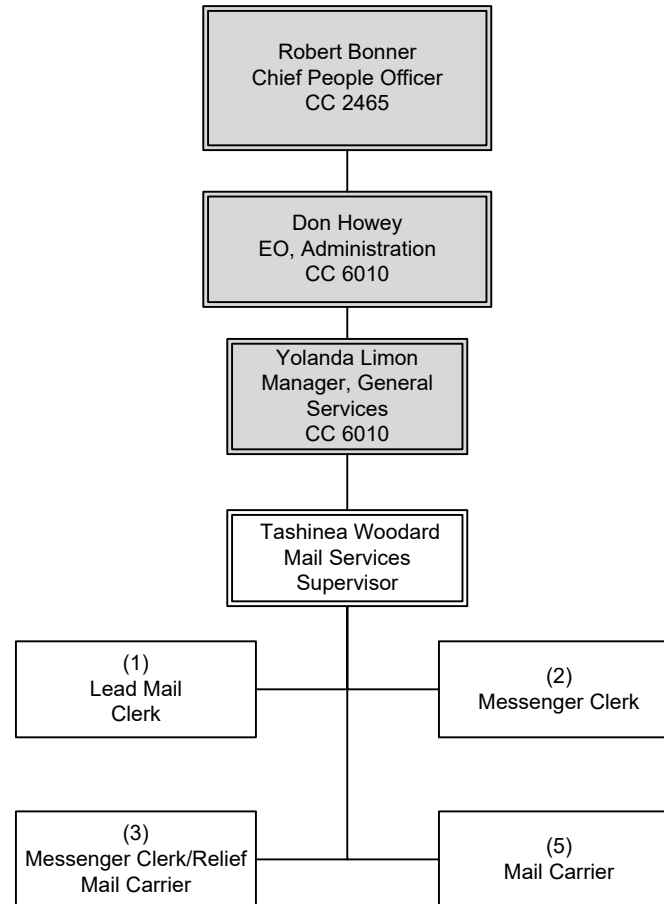 Robert Bonner
Chief People Officer
CC 2465
Don Howey
EO, Administration
CC 6010
Yolanda Limon
Manager, General
Services
CC 6010
Tashinea Woodard
Mail Services
Supervisor
(1)
Lead Mail
Clerk
(2)
Messenger Clerk
(3)
Messenger Clerk/Relief
Mail Carrier
(5)
Mail Carrier